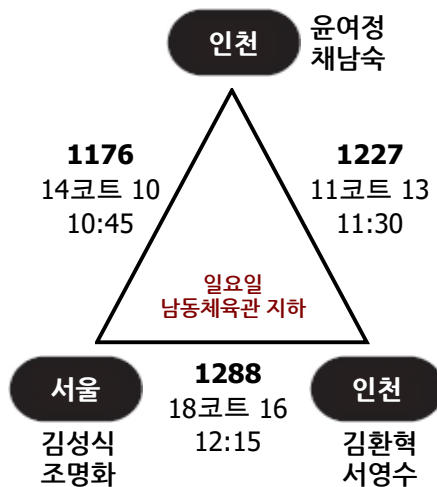 인천
윤여정
채남숙
1176
14코트 10
10:45
1227
11코트 13
11:30
일요일
남동체육관 지하
서울
김성식
조명화
1288
18코트 16
12:15
인천
김환혁
서영수